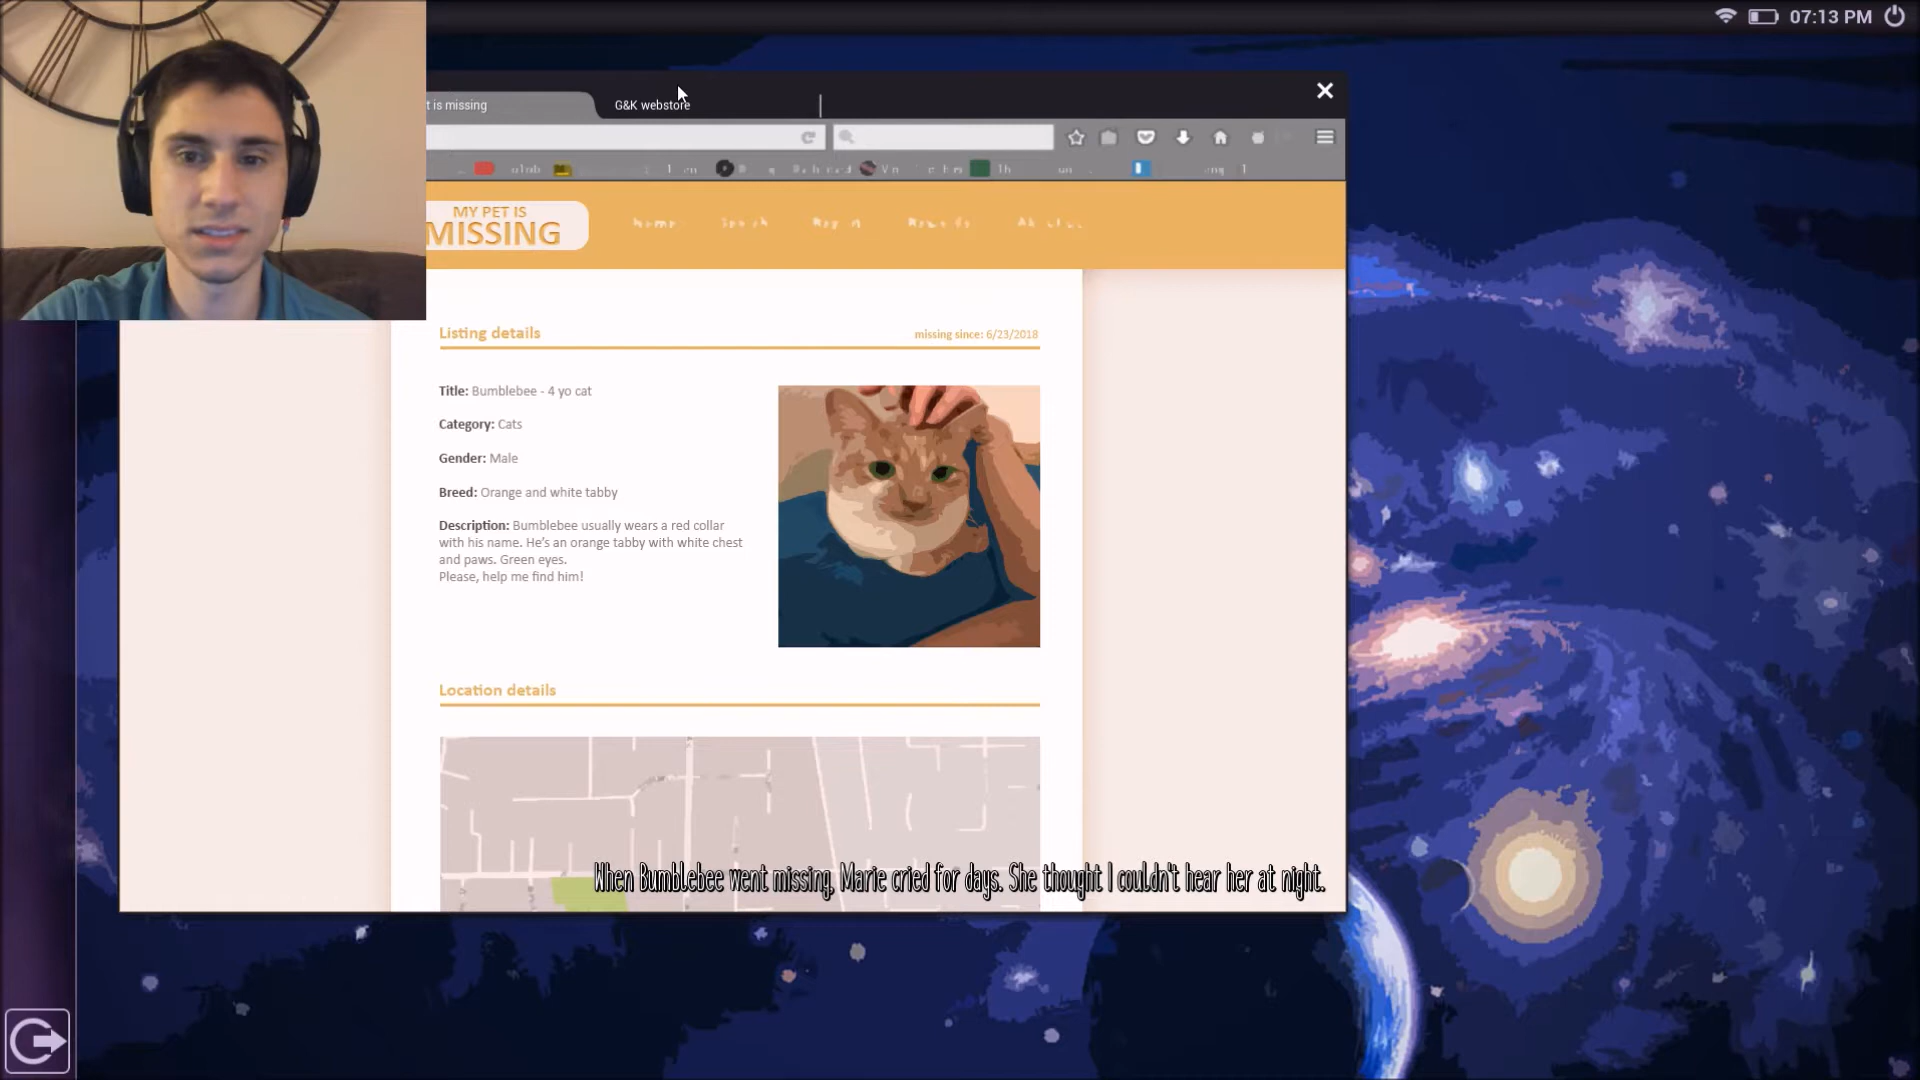 07:13 PM
t is missing
G&K webstore
MY PET IS
MISSING
Listing details
missing since: 6/23/2018
Title: Bumblebee - 4 yo cat
Category: Cats
Gender: Male
Breed: Orange and white tabby
Description: Bumblebee usually wears a red collar
with his name. He's an orange tabby with white chest
and paws. Green eyes.
Please, help me find him!
Location details
When Bumblebee went missing, Marie cried for days. She thought I couldn't hear her at night.